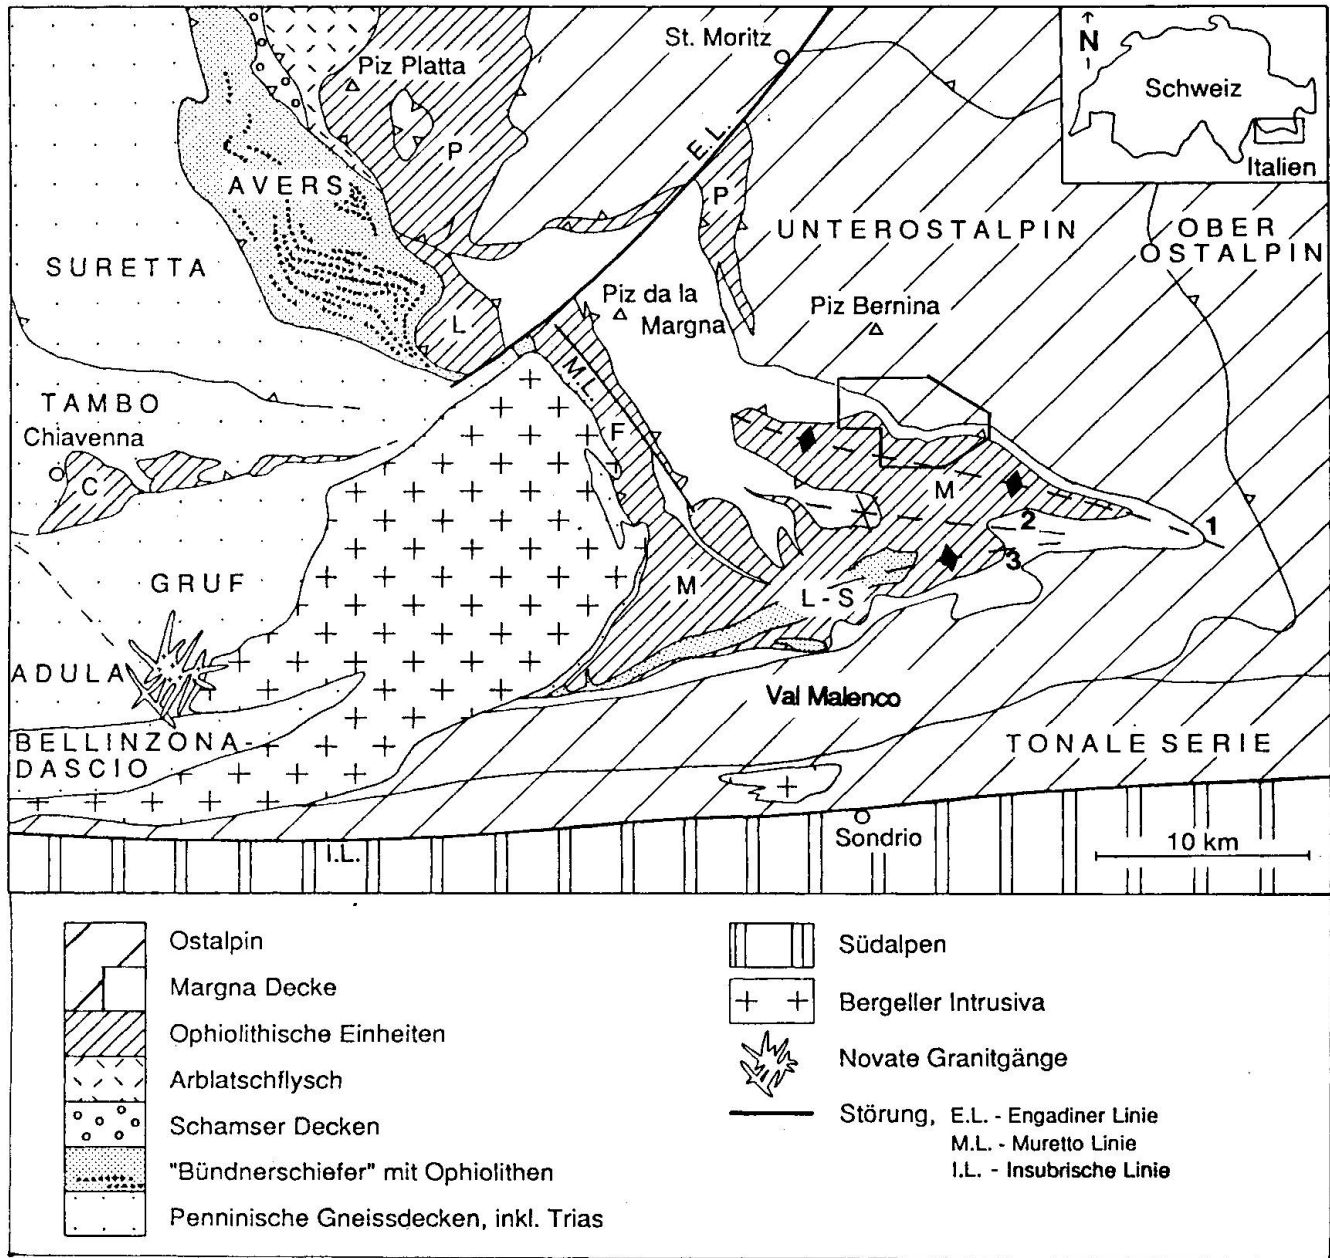 St. Moritz
N
Schweiz
Italien
Piz Platta
E.L.
P
AVERS
P
UNTEROSTALPIN
OBER
OSTALPIN
SURETTA
Piz da la
Margna
Piz Bernina
L
M.L.
TAMBO
Chiavenna
F
C
M
1
2
3
GRUF
M
L - S
ADULA
Val Malenco
BELLINZONA-
DASCIO
TONALE SERIE
Sondrio
I.L.
10 km
Ostalpin
Margna Decke
Ophiolithische Einheiten
Arblatschflysch
Schamser Decken
"Bündnerschiefer" mit Ophiolithen
Penninische Gneissdecken, inkl. Trias
Südalpen
Bergeller Intrusiva
Novate Granitgänge
Störung, E.L. - Engadiner Linie
M.L. - Muretto Linie
I.L. - Insubrische Linie